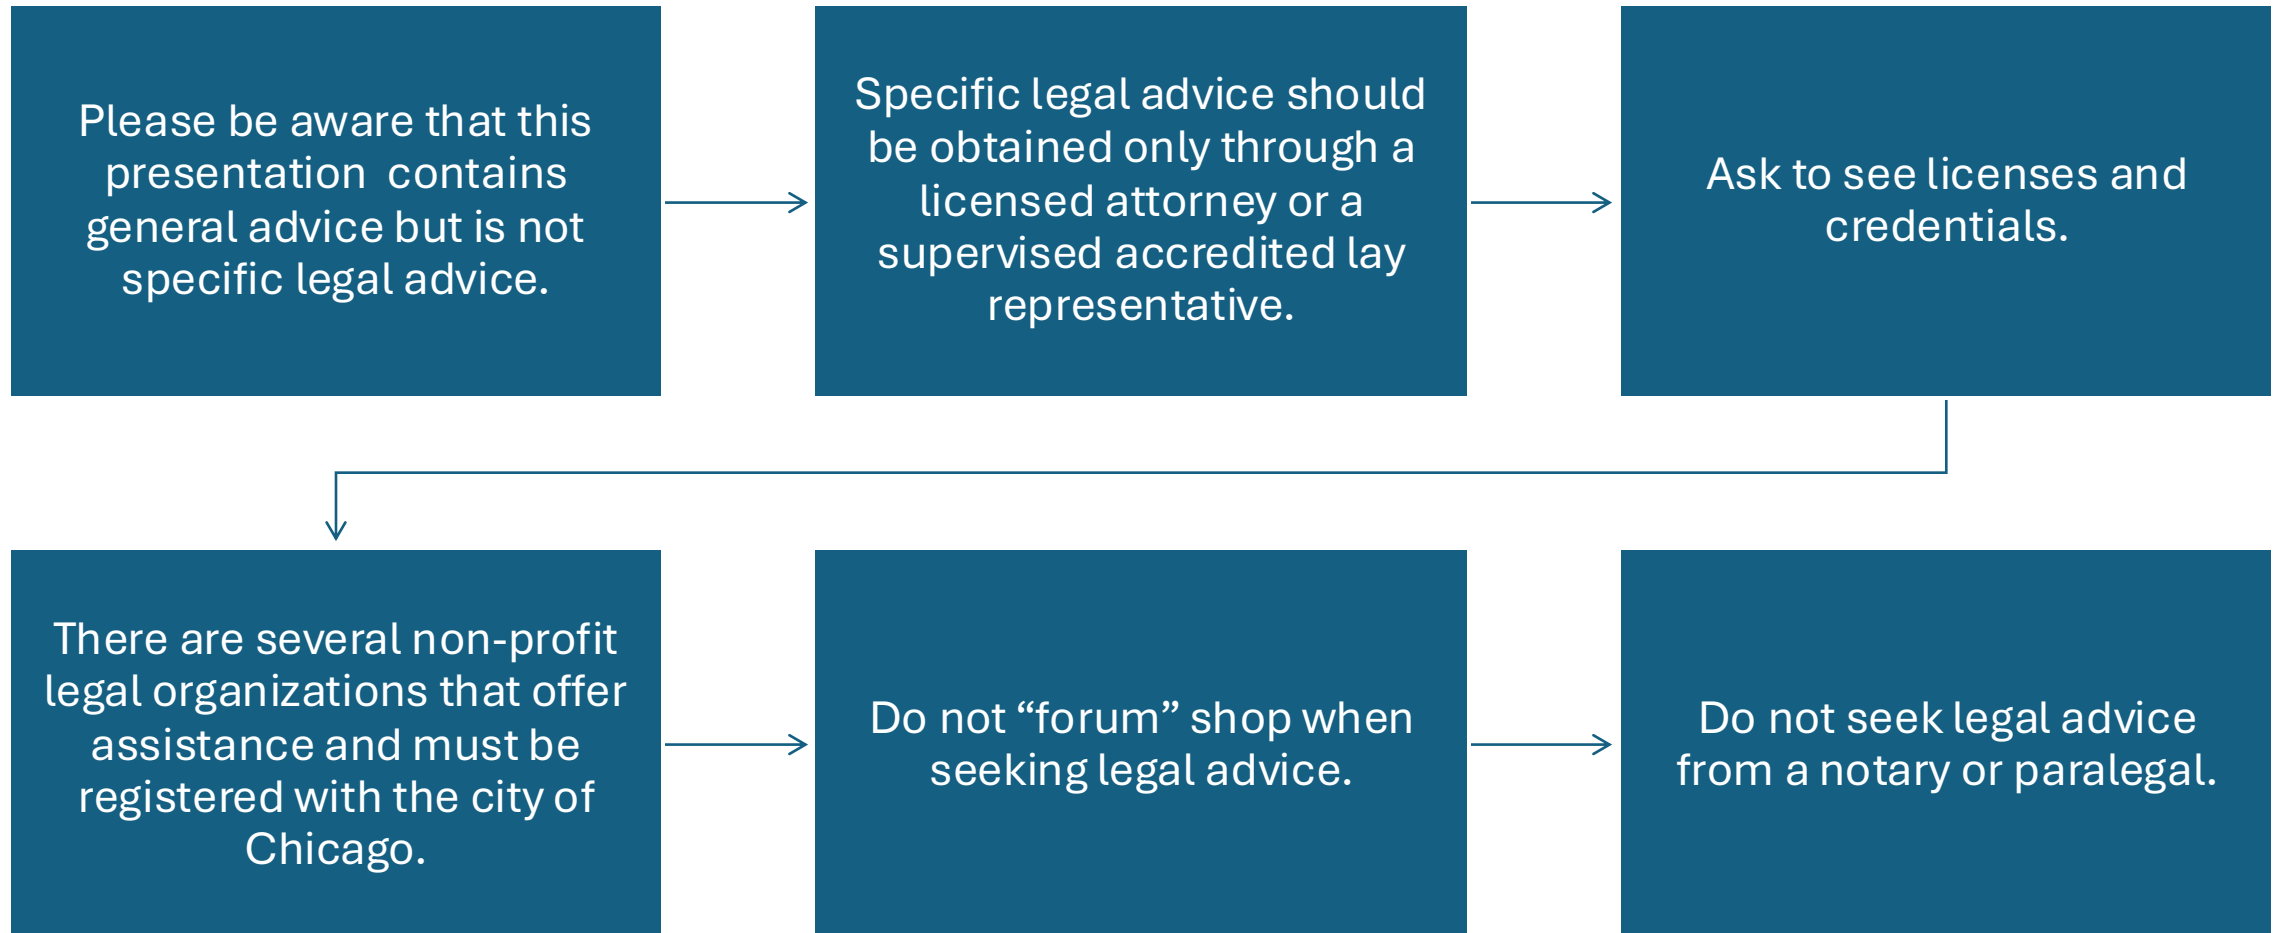 Please be aware that this
presentation  contains
general advice but is not
specific legal advice.
Specific legal advice should
be obtained only through a
licensed attorney or a
supervised accredited lay
representative.
Ask to see licenses and
credentials.
There are several non-profit
legal organizations that offer
assistance and must be
registered with the city of
Chicago.
Do not “forum” shop when
seeking legal advice.
Do not seek legal advice
from a notary or paralegal.